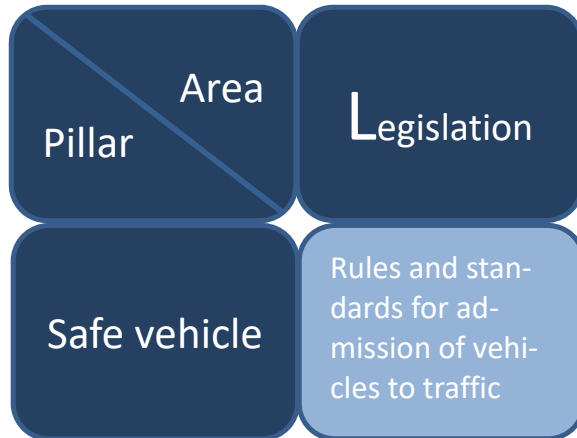 Area
Pillar
Legislation
Safe vehicle
Rules and stan-
dards for ad-
mission of vehi-
cles to traffic